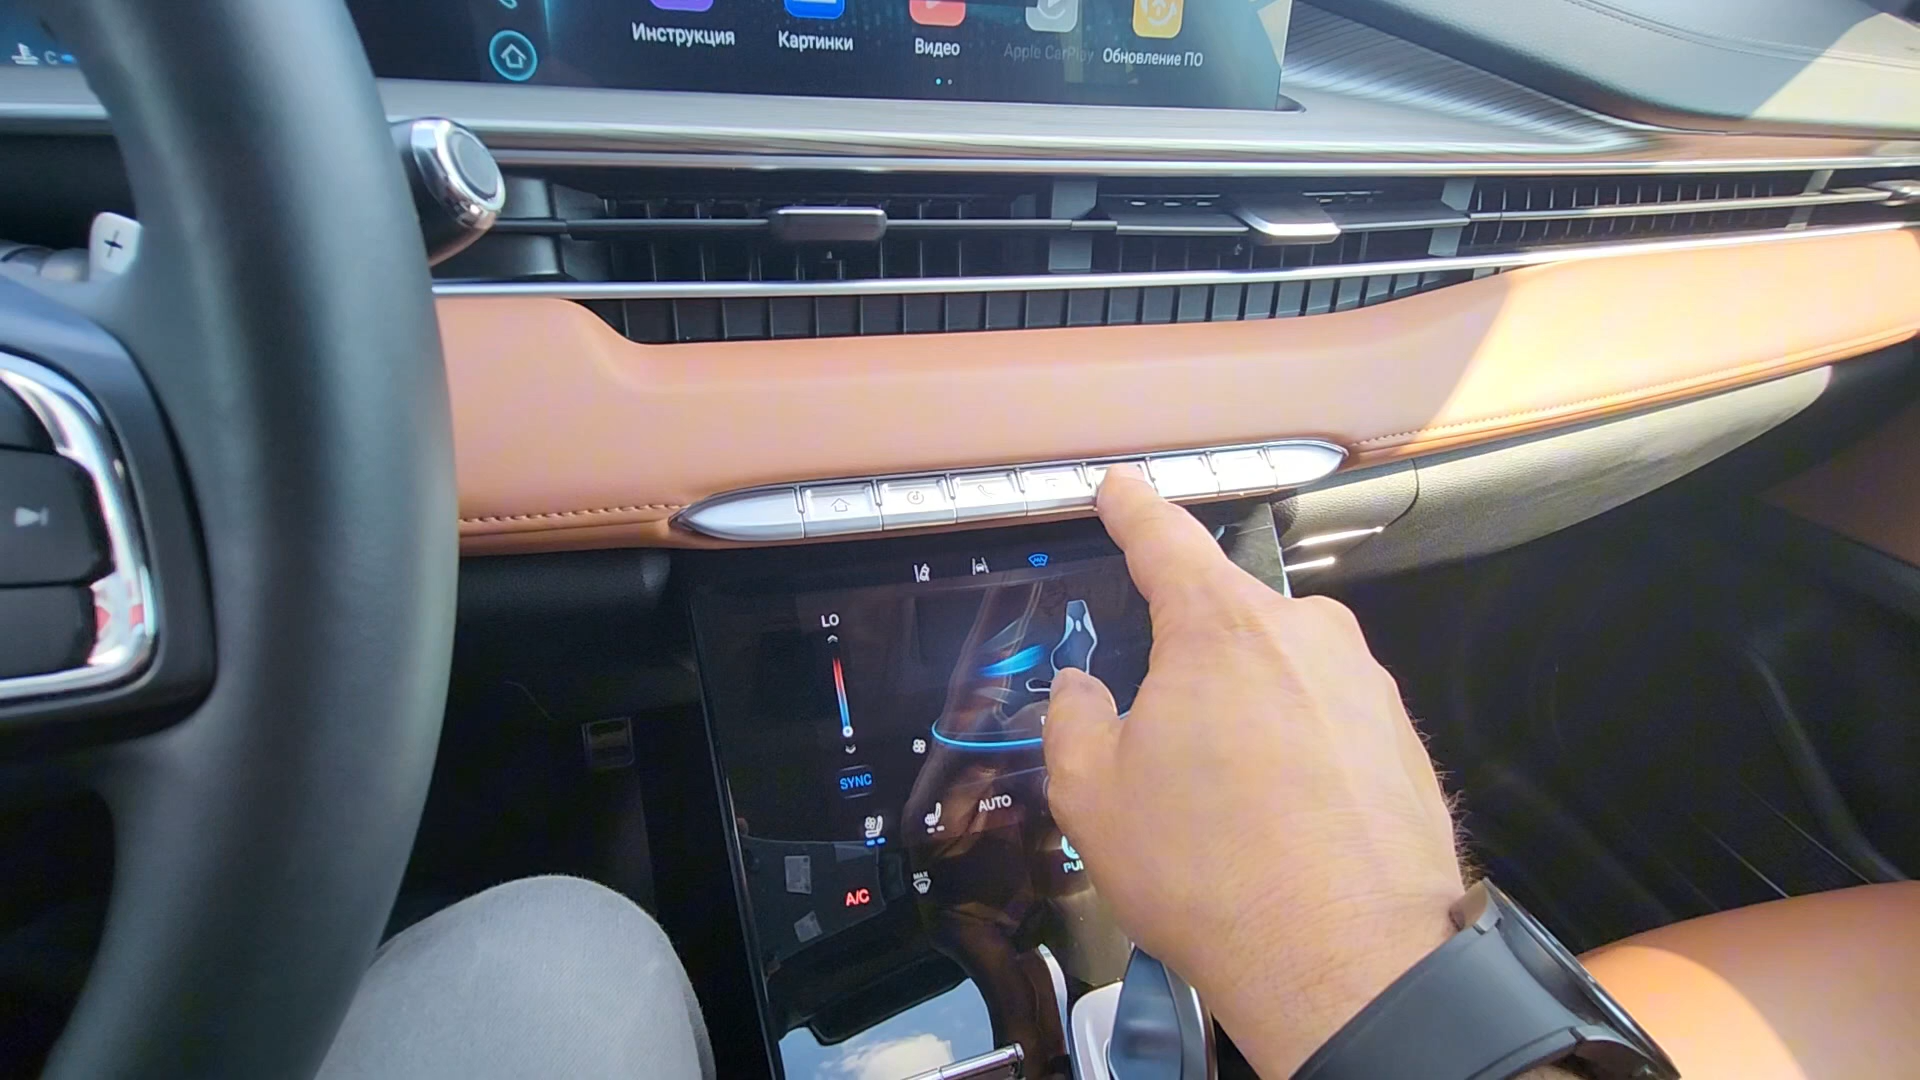 Инструкция
Картинки
Видео
Apple CarPlay
Обновление ПО
C
+
LO
SYNC
AUTO
MAX
A/C